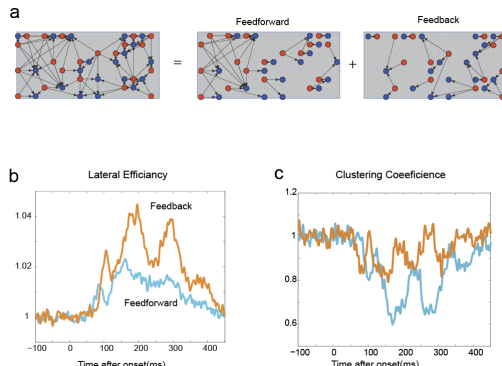 a
Feedforward
Feedback
=
+
b
Lateral Efficiancy
1.04
1.02
1
Feedback
Feedforward
-100 0 100 200 300 400
Time after onset(ms)
c
Clustering Coeeficience
1.2
1
0.8
0.6
−100 0 100 200 300 400
Time after onset(ms)